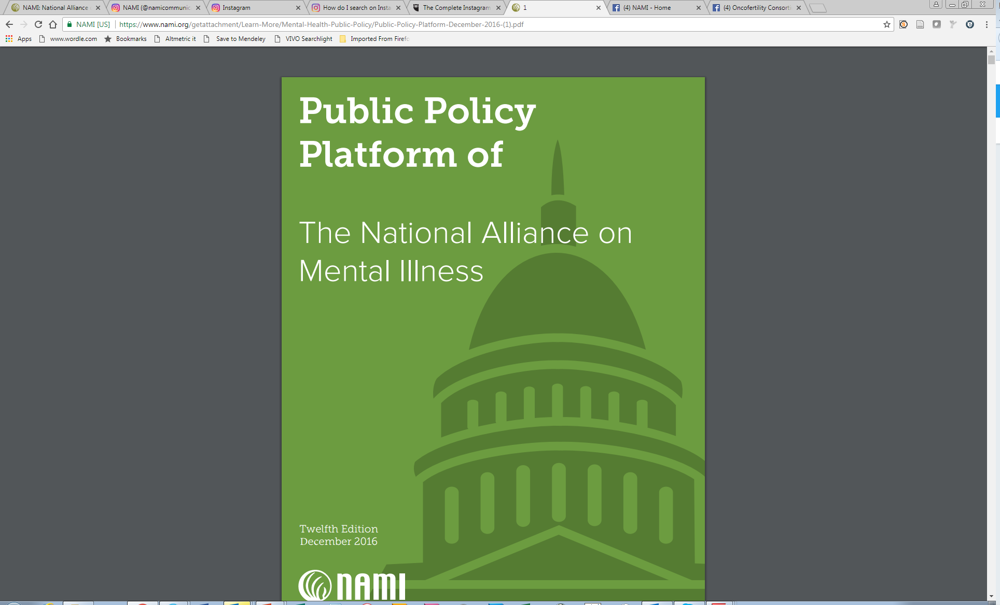 NAMI: National Alliance
NAMI (@namicommunic
Instagram
How do I search on Insta
The Complete Instagram
1
(4) NAMI - Home
(4) Oncofertility Consort
NAMI [US]
https://www.nami.org/getattachment/Learn-More/Mental-Health-Public-Policy/Public-Policy-Platform-December-2016-(1).pdf
Apps
www.wordle.com
Bookmarks
Altmetric it
Save to Mendeley
VIVO Searchlight
Imported From Firefo
Public Policy
Platform of
The National Alliance on
Mental Illness
Twelfth Edition
December 2016
NAMI